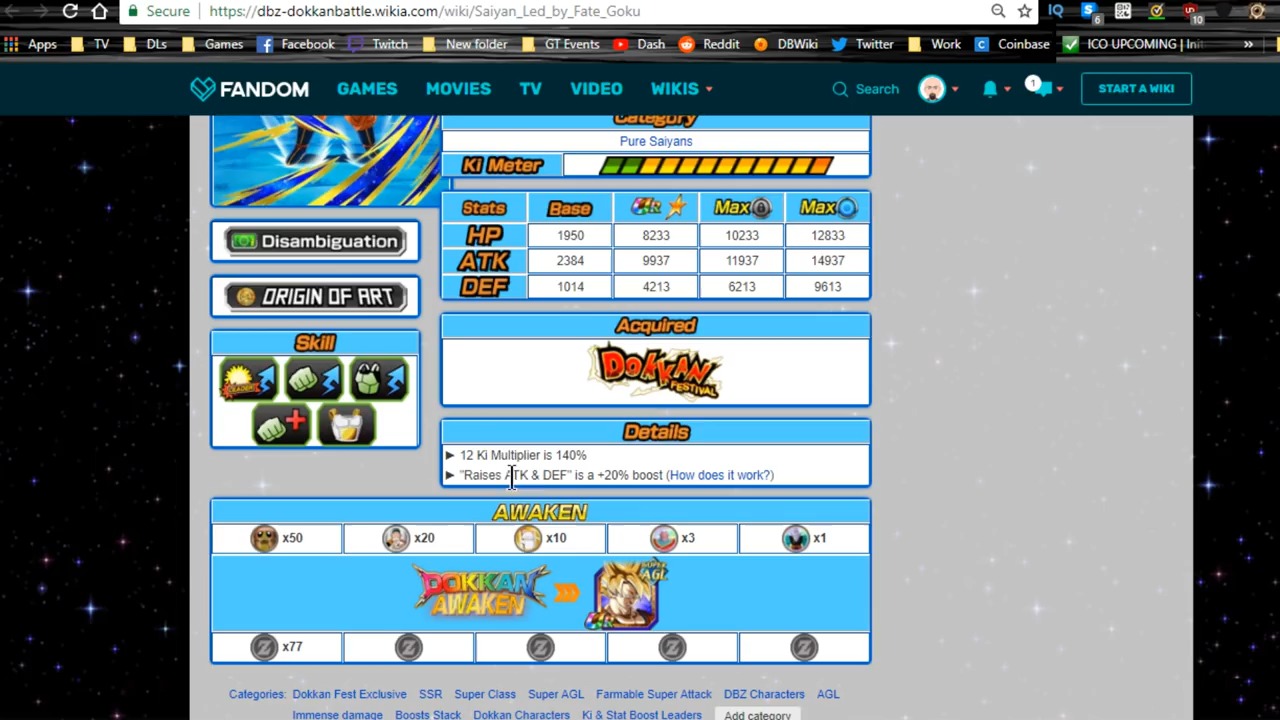 Secure https://dbz-dokkanbattle.wikia.com/wiki/Saiyan_Led_by_Fate_Goku
6 10
Apps TV DLs Games Facebook Twitch New folder GT Events Dash Reddit DBWiki Twitter Work Coinbase ICO UPCOMING | Init »
FANDOM GAMES MOVIES TV VIDEO WIKIS Search 1 START A WIKI
Category
Pure Saiyans
Ki Meter
Stats Base Max Max
HP 1950 8233 10233 12833
ATK 2384 9937 11937 14937
DEF 1014 4213 6213 9613
Disambiguation
ORIGIN OF ART
Skill
LEADER
Acquired
DOKKAN
FESTIVAL
Details
► 12 Ki Multiplier is 140%
► "Raises ATK & DEF" is a +20% boost (How does it work?)
AWAKEN
x50 x20 x10 x3 x1
DOKKAN
AWAKEN
SUPER
AGL
Z x77 Z Z Z Z
Categories: Dokkan Fest Exclusive SSR Super Class Super AGL Farmable Super Attack DBZ Characters AGL
Immense damage Boosts Stack Dokkan Characters Ki & Stat Boost Leaders Add category